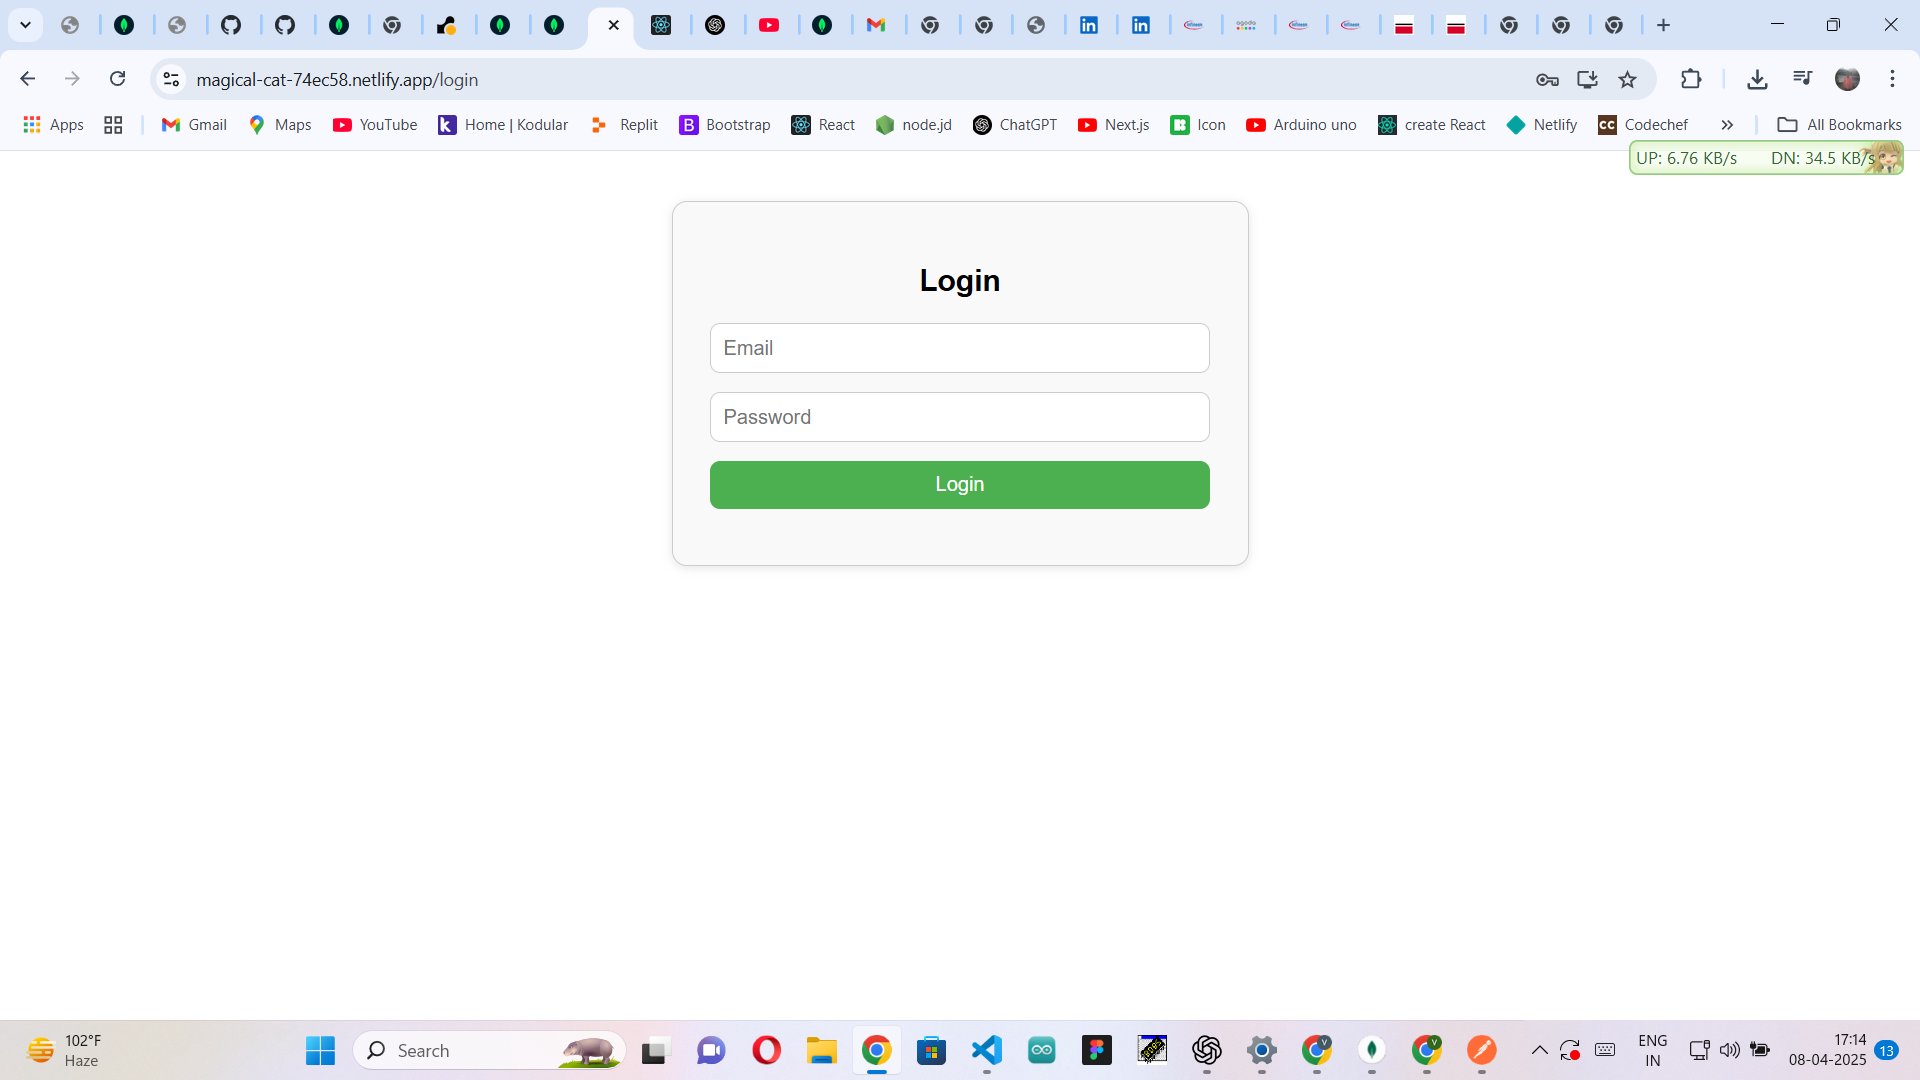 magical-cat-74ec58.netlify.app/login
Apps Gmail Maps YouTube Home | Kodular Replit Bootstrap React node.jd ChatGPT Next.js Icon Arduino uno create React Netlify CC Codechef All Bookmarks
UP: 6.76 KB/s DN: 34.5 KB/s
Login
Email
Password
Login
102°F
Haze
Search
ENG
IN
17:14
08-04-2025
13